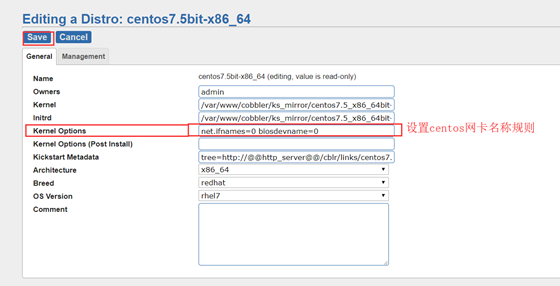 Editing a Distro: centos7.5bit-x86_64
Save Cancel
General Management
Name centos7.5bit-x86_64 (editing, value is read-only)
Owners admin
Kernel /var/www/cobbler/ks_mirror/centos7.5_x86_64bit-
Initrd /var/www/cobbler/ks_mirror/centos7.5_x86_64bit-
Kernel Options net.ifnames=0 biosdevname=0 设置centos网卡名称规则
Kernel Options (Post Install)
Kickstart Metadata tree=http://@@http_server@@/cblr/links/centos7.
Architecture x86_64
Breed redhat
OS Version rhel7
Comment